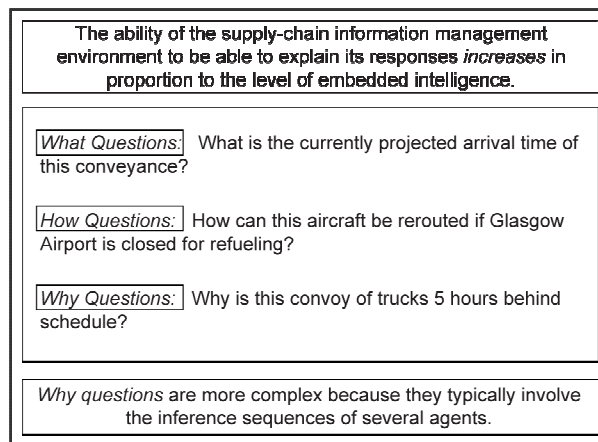 The ability of the supply-chain information management
environment to be able to explain its responses increases in
proportion to the level of embedded intelligence.
What Questions: What is the currently projected arrival time of
this conveyance?
How Questions: How can this aircraft be rerouted if Glasgow
Airport is closed for refueling?
Why Questions: Why is this convoy of trucks 5 hours behind
schedule?
Why questions are more complex because they typically involve
the inference sequences of several agents.